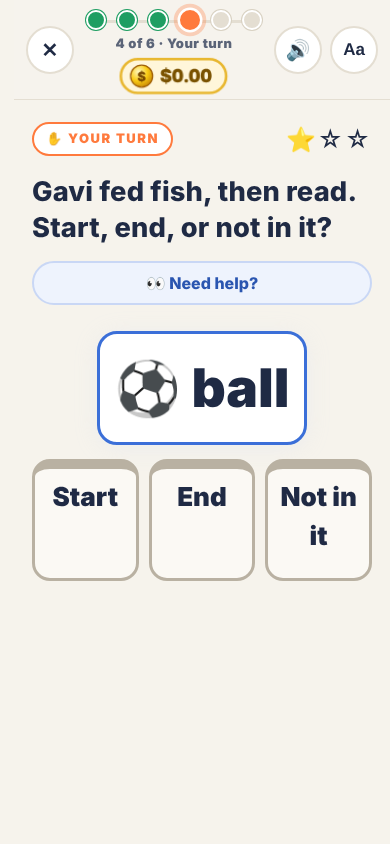 4 of 6 · Your turn
$ $0.00
Aa
YOUR TURN
Gavi fed fish, then read.
Start, end, or not in it?
Need help?
ball
Start
End
Not in
it